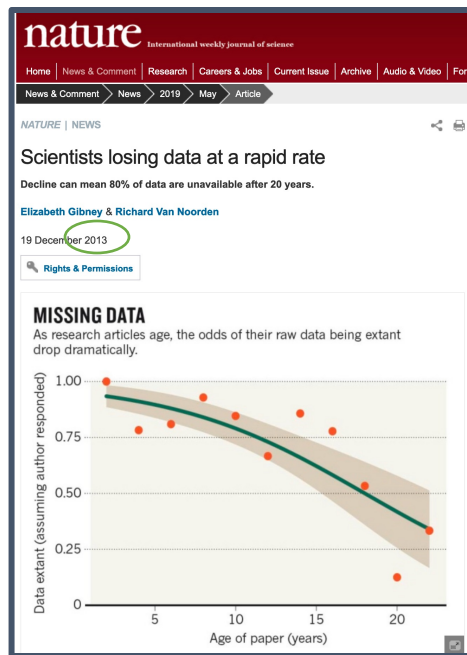 nature International weekly journal of science
Home News & Comment Research Careers & Jobs Current Issue Archive Audio & Video For
News & Comment News 2019 May Article
NATURE | NEWS
Scientists losing data at a rapid rate
Decline can mean 80% of data are unavailable after 20 years.
Elizabeth Gibney & Richard Van Noorden
19 December 2013
Rights & Permissions
MISSING DATA
As research articles age, the odds of their raw data being extant
drop dramatically.
Data extant (assuming author responded)
1.00
0.75
0.50
0.25
0
5 10 15 20
Age of paper (years)